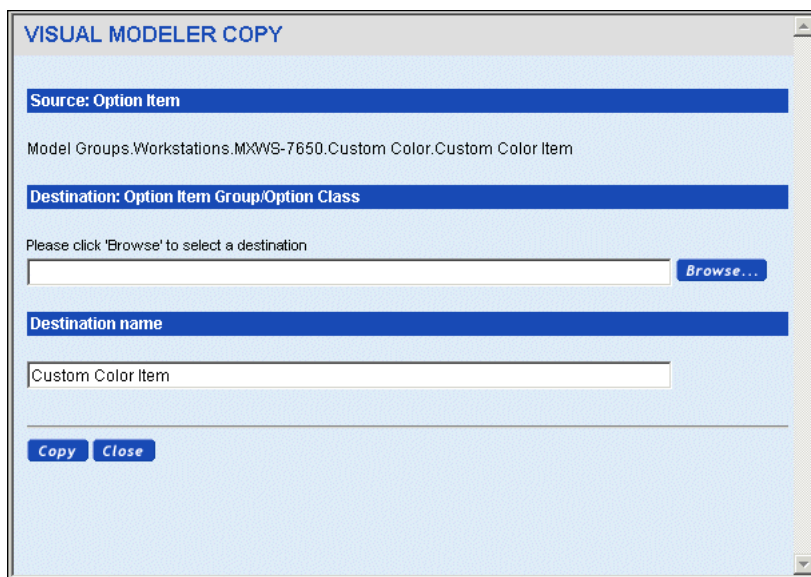 VISUAL MODELER COPY
Source: Option Item
Model Groups.Workstations.MXWS-7650.Custom Color.Custom Color Item
Destination: Option Item Group/Option Class
Please click 'Browse' to select a destination
Browse...
Destination name
Custom Color Item
Copy Close